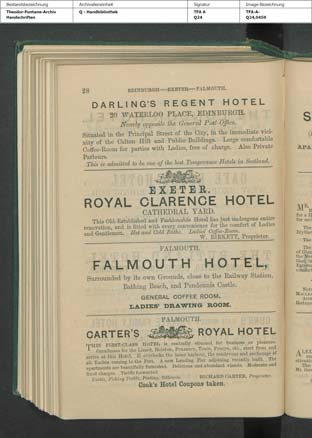 Bestandsbezeichnung Archivalieneinheit Signatur Image-Bezeichnung
Theodor-Fontane-Archiv Q - Handbibliothek TFA A TFA-A-
Handschriften Q24 Q24,0458
28 EDINBURGH—EXETER—FALMOUTH.
DARLING'S REGENT HOTEL
20 WATERLOO PLACE, EDINBURGH.
Nearly opposite the General Post-Office.
Situated in the Principal Street of the City, in the immediate vici-
nity of the Calton Hill and Public Buildings. Large comfortable
Coffee-Room for parties with Ladies, free of charge. Also Private
Parlours.
This is admitted to be one of the best Temperance Hotels in Scotland.
EXETER.
ROYAL CLARENCE HOTEL
CATHEDRAL YARD.
This Old-Established and Fashionable Hotel has just undergone entire
renovation, and is fitted with every convenience for the comfort of Ladies
and Gentlemen. Hot and Cold Baths. Ladies' Coffee-Room.
W. BIRKETT, Proprietor.
FALMOUTH.
FALMOUTH HOTEL,
Surrounded by its own Grounds, close to the Railway Station,
Bathing Beach, and Pendennis Castle.
GENERAL COFFEE ROOM,
LADIES' DRAWING ROOM.
FALMOUTH.
CARTER'S ROYAL HOTEL
THIS FIRST-CLASS HOTEL is centrally situated for business or pleasure.
Omnibuses for the Lizard, Helston, Penzance, Truro, Penryn, etc., start from and
arrive at this Hotel. It overlooks the inner harbour, the rendezvous and anchorage of
all Yachts coming to the Port. A new Landing Pier adjoining recently built. The
apartments are beautifully furnished. Delicious and abundant viands. Moderate and
fixed charges. Tariffs forwarded.
Yachts, Fishing Parties, Posting, Billiards. RICHARD CARTER, Proprietor.
Cook's Hotel Coupons taken.